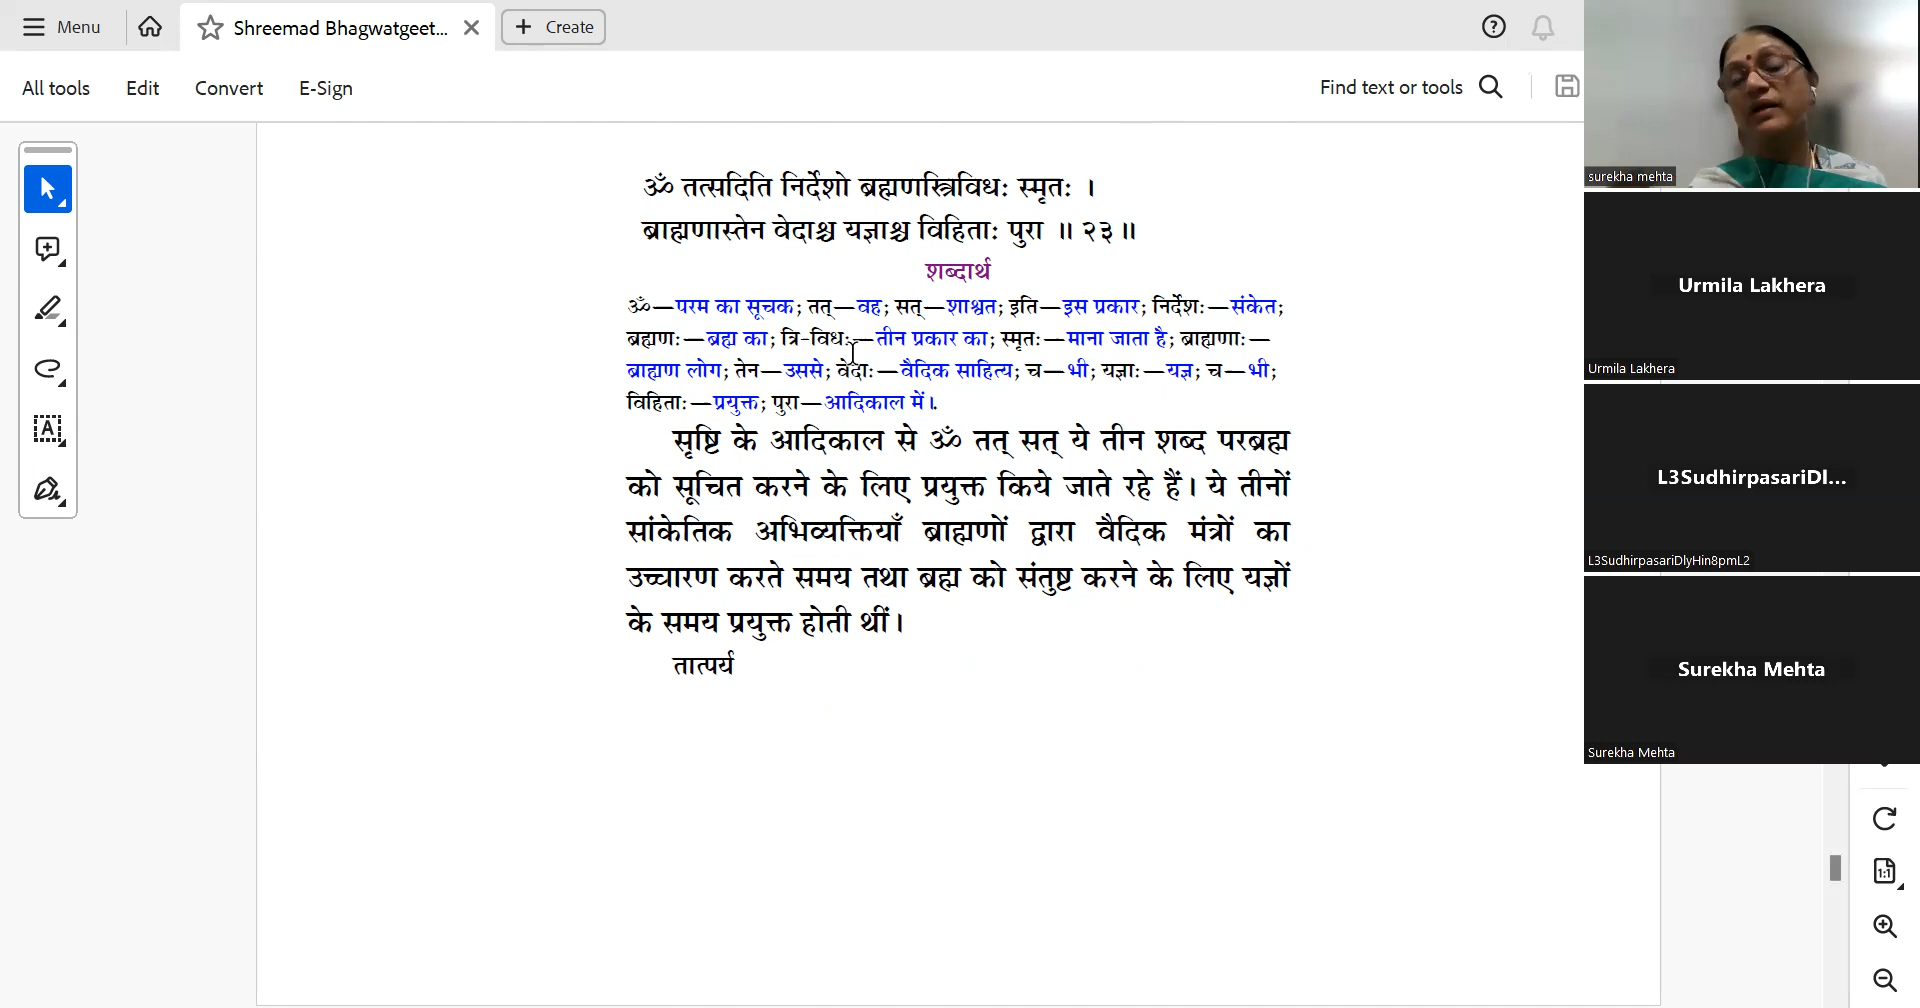 Menu
Shreemad Bhagwatgeet...
Create
All tools
Edit
Convert
E-Sign
Find text or tools
ॐ तत्सदिति निर्देशो ब्रह्मणस्त्रिविधः स्मृतः ।
ब्राह्मणास्तेन वेदाश्च यज्ञाश्च विहिताः पुरा ॥ २३॥
शब्दार्थ
ॐ—परम का सूचक; तत्—वह; सत्—शाश्वत; इति—इस प्रकार; निर्देशः—संकेत;
ब्रह्मणः—ब्रह्म का; त्रि-विधः—तीन प्रकार का; स्मृतः—माना जाता है; ब्राह्मणाः—
ब्राह्मण लोग; तेन—उससे; वेदाः—वैदिक साहित्य; च—भी; यज्ञाः—यज्ञ; च—भी;
विहिताः—प्रयुक्त; पुरा—आदिकाल में।.
सृष्टि के आदिकाल से ॐ तत् सत् ये तीन शब्द परब्रह्म
को सूचित करने के लिए प्रयुक्त किये जाते रहे हैं। ये तीनों
सांकेतिक अभिव्यक्तियाँ ब्राह्मणों द्वारा वैदिक मंत्रों का
उच्चारण करते समय तथा ब्रह्म को संतुष्ट करने के लिए यज्ञों
के समय प्रयुक्त होती थीं।
तात्पर्य
surekha mehta
Urmila Lakhera
Urmila Lakhera
L3SudhirpasariDl...
L3SudhirpasariDlyHin8pmL2
Surekha Mehta
Surekha Mehta